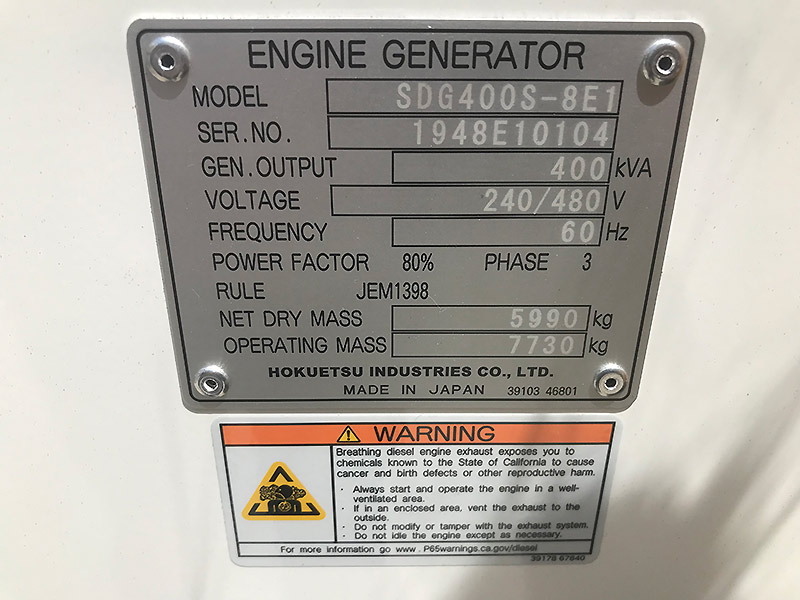 ENGINE GENERATOR
MODEL SDG400S-8E1
SER.NO. 1948E10104
GEN.OUTPUT 400 kVA
VOLTAGE 240/480 V
FREQUENCY 60 Hz
POWER FACTOR 80% PHASE 3
RULE JEM1398
NET DRY MASS 5990 kg
OPERATING MASS 7730 kg
HOKUETSU INDUSTRIES CO., LTD.
MADE IN JAPAN 39103 46801
WARNING
Breathing diesel engine exhaust exposes you to
chemicals known to the State of California to cause
cancer and birth defects or other reproductive harm.
· Always start and operate the engine in a well-
ventilated area.
· If in an enclosed area, vent the exhaust to the
outside.
· Do not modify or tamper with the exhaust system.
· Do not idle the engine except as necessary.
For more information go www.P65warnings.ca.gov/diesel
39178 67840